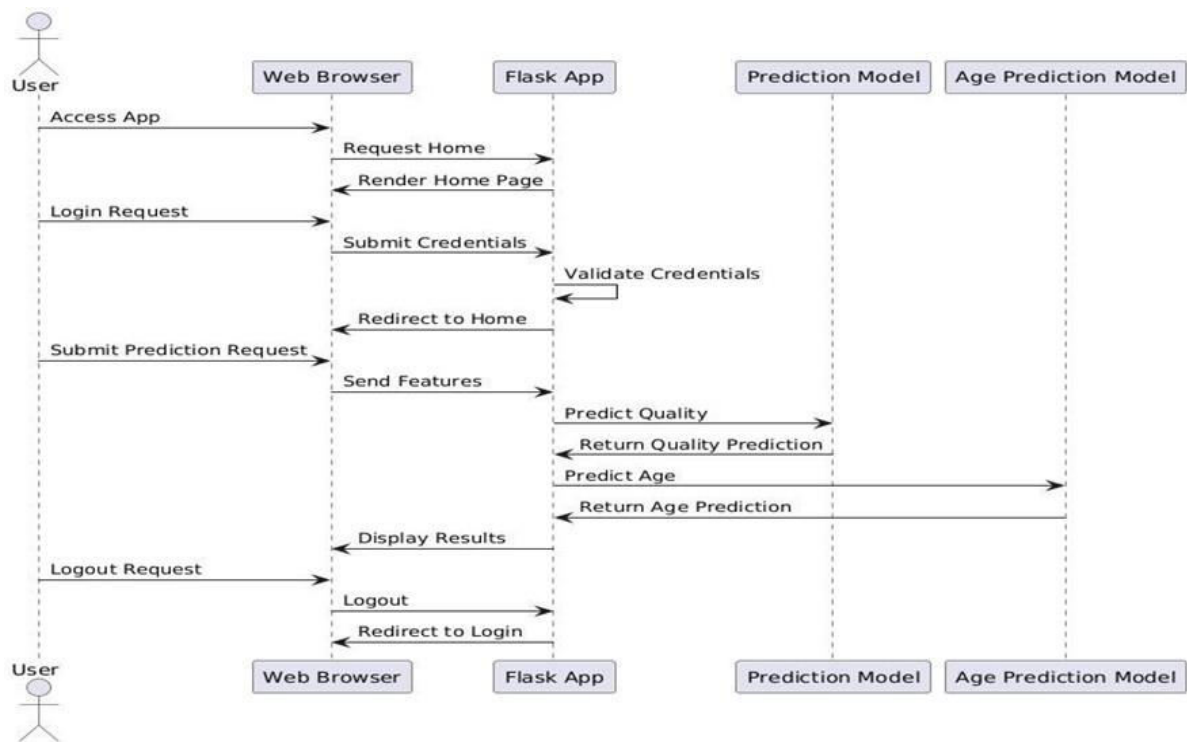 User
Web Browser
Flask App
Prediction Model
Age Prediction Model
Access App
Request Home
Render Home Page
Login Request
Submit Credentials
Validate Credentials
Redirect to Home
Submit Prediction Request
Send Features
Predict Quality
Return Quality Prediction
Predict Age
Return Age Prediction
Display Results
Logout Request
Logout
Redirect to Login
User
Web Browser
Flask App
Prediction Model
Age Prediction Model